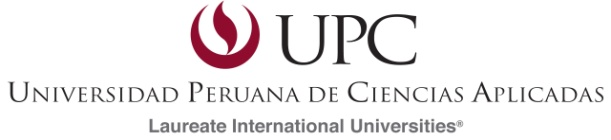 UPC
UNIVERSIDAD PERUANA DE CIENCIAS APLICADAS
Laureate International Universities®